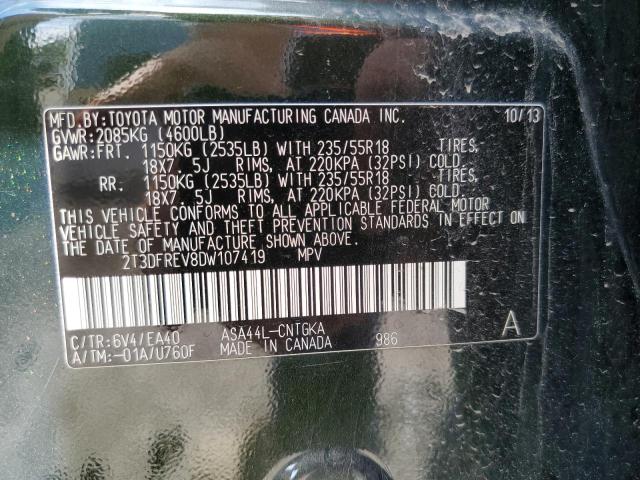 MFD.BY:TOYOTA MOTOR MANUFACTURING CANADA INC. 10/13
GVWR:2085KG (4600LB)
GAWR:FRT. 1150KG (2535LB) WITH 235/55R18 TIRES,
18X7.5J RIMS, AT 220KPA (32PSI) COLD.
RR. 1150KG (2535LB) WITH 235/55R18 TIRES,
18X7.5J RIMS, AT 220KPA (32PSI) COLD.
THIS VEHICLE CONFORMS TO ALL APPLICABLE FEDERAL MOTOR
VEHICLE SAFETY AND THEFT PREVENTION STANDARDS IN EFFECT ON
THE DATE OF MANUFACTURE SHOWN ABOVE.
2T3DFREV8DW107419 MPV
C/TR:6V4/EA40 ASA44L-CNTGKA
A/TM:-01A/U760F MADE IN CANADA 986 A